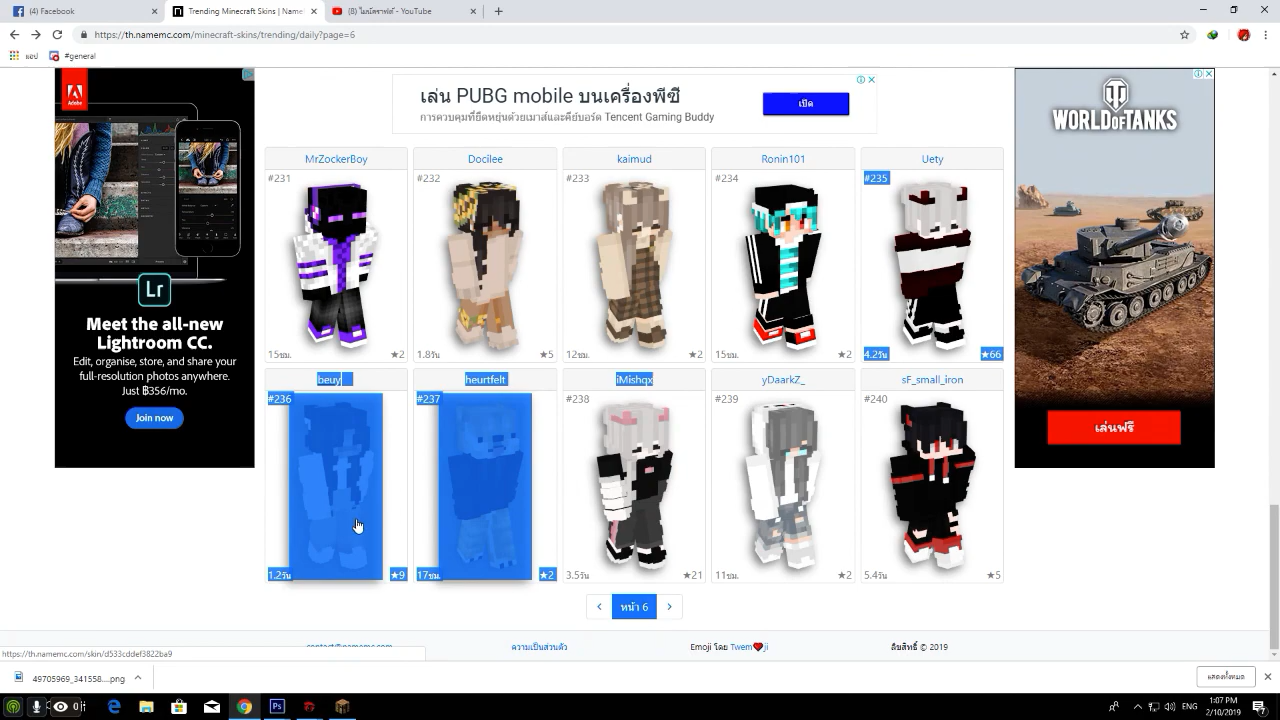 (4) Facebook
Trending Minecraft Skins | Name
(8) ไมน์คราฟต์ - YouTube
https://th.namemc.com/minecraft-skins/trending/daily?page=6
แอป
#general
Adobe
Lr
Meet the all-new
Lightroom CC.
Edit, organise, store, and share your
full-resolution photos anywhere.
Just ฿356/mo.
Join now
เล่น PUBG mobile บนเครื่องพีซี
การควบคุมที่ยืดหยุ่นด้วยเมาส์และคีย์บอร์ด Tencent Gaming Buddy
เปิด
WORLD OF TANKS
เล่นฟรี
MrZockerBoy
Docilee
kaimud
Ronin101
Uety
#231
#232
#233
#234
#235
15ชม.
★2
1.8วัน
★5
12ชม.
★2
15ชม.
★2
4.2วัน
★66
beuy
heurtfelt
iMishqx
yDaarkZ_
sF_small_iron
#236
#237
#238
#239
#240
1.2วัน
★9
17ชม.
★2
3.5วัน
★21
11ชม.
★2
5.4วัน
★5
หน้า 6
contact@namemc.com
ความเป็นส่วนตัว
Emoji โดย Twem❤ji
ลิขสิทธิ์ © 2019
https://th.namemc.com/skin/d533cddef3822ba9
49705969_341558....png
แสดงทั้งหมด
Ps
ENG
1:07 PM
2/10/2019